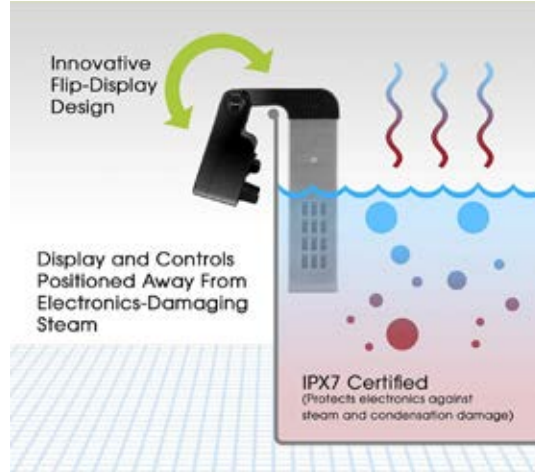 Innovative
Flip-Display
Design
Display and Controls
Positioned Away From
Electronics-Damaging
Steam
IPX7 Certified
(Protects electronics against
steam and condensation damage)